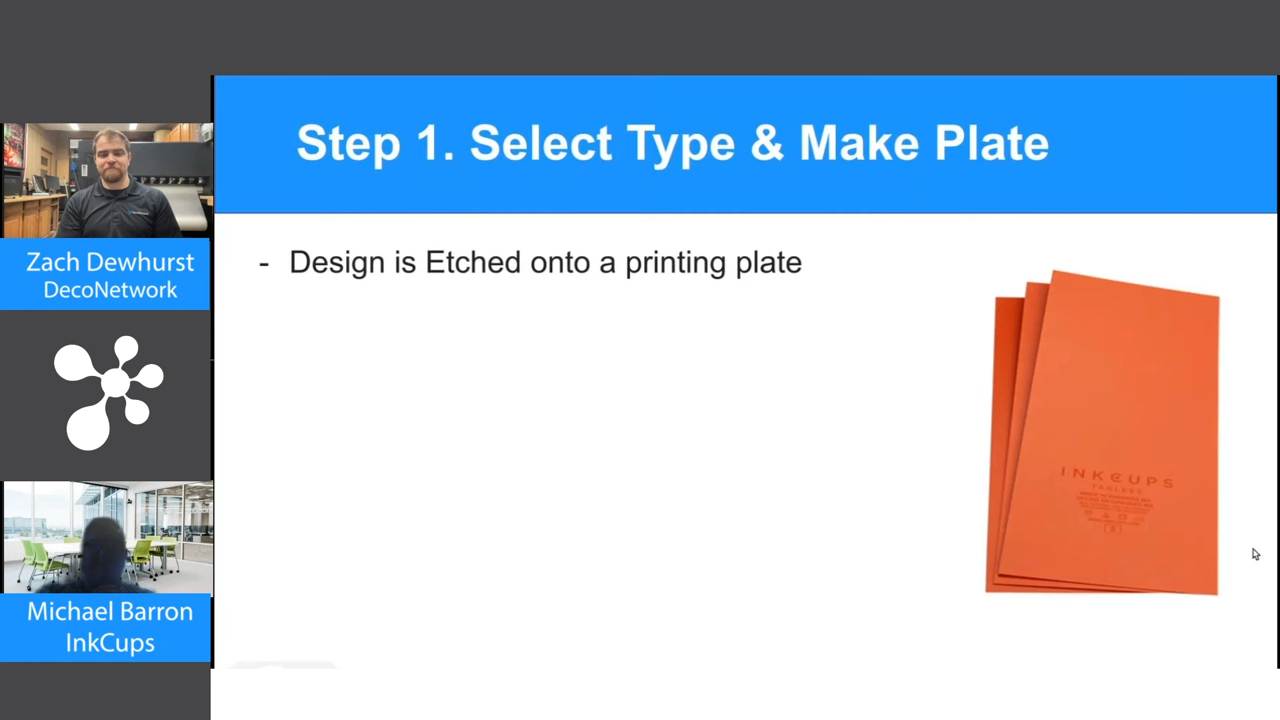 Step 1. Select Type & Make Plate
- Design is Etched onto a printing plate
INKCUPS
TAGLESS
Zach Dewhurst
DecoNetwork
Michael Barron
InkCups